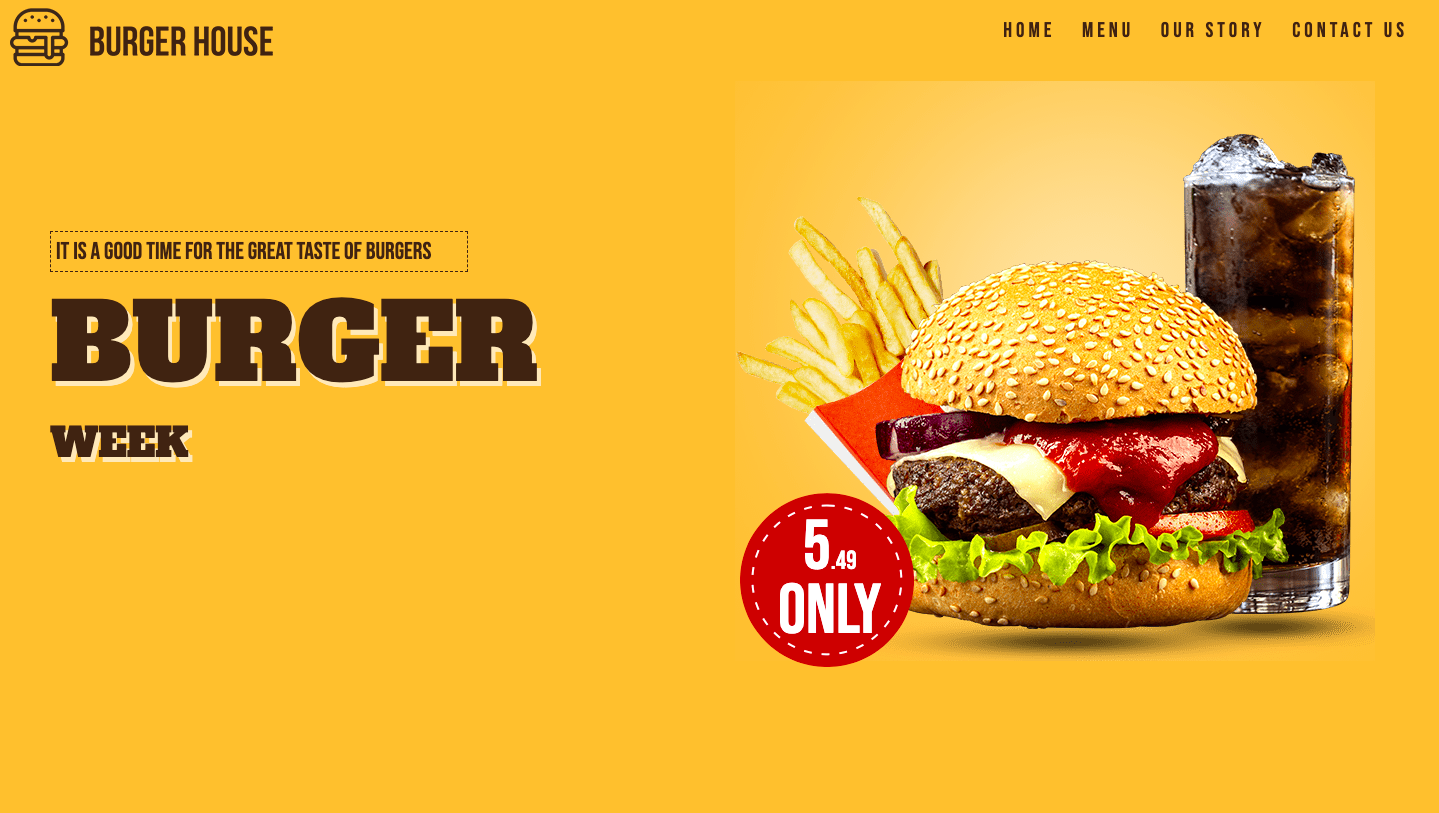 BURGER HOUSE
HOME MENU OUR STORY CONTACT US
IT IS A GOOD TIME FOR THE GREAT TASTE OF BURGERS
BURGER
WEEK
5.49
ONLY